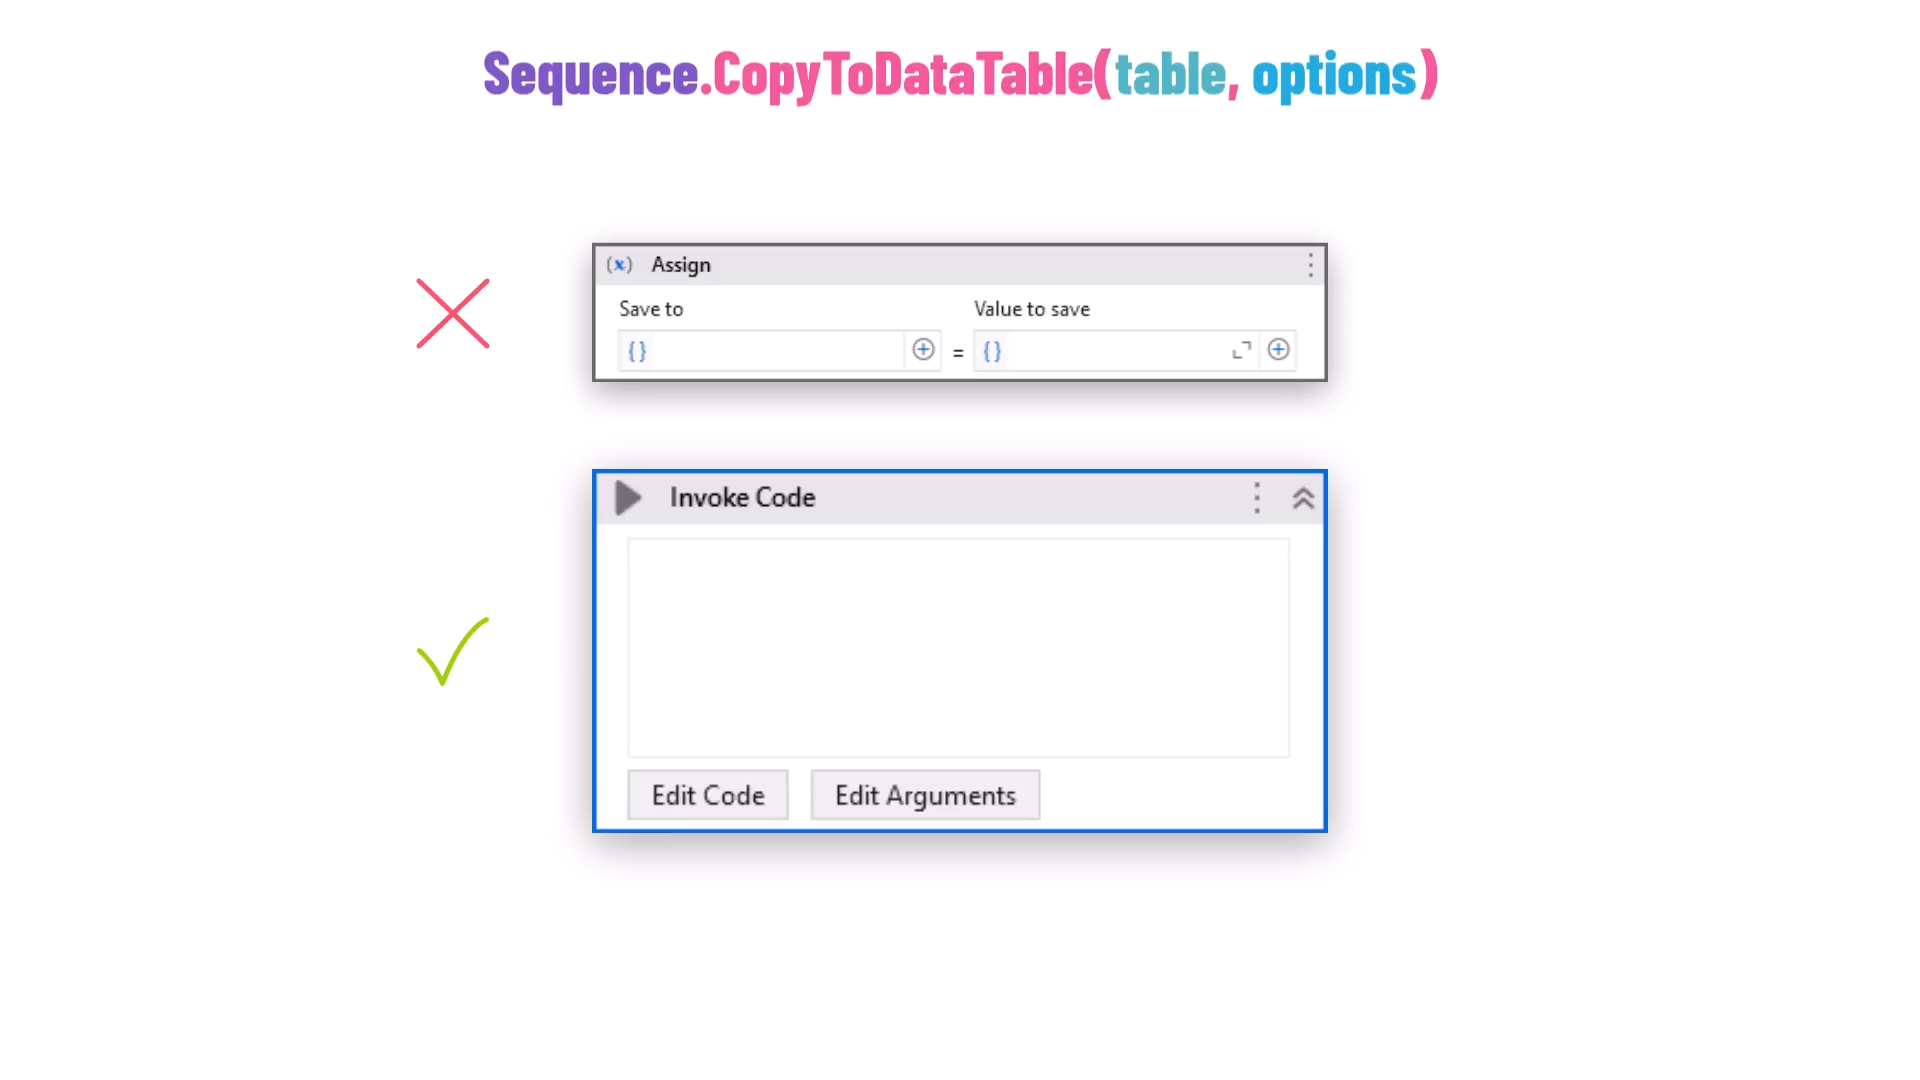 Sequence.CopyToDataTable(table, options)
(x) Assign
Save to Value to save
{} = {}
Invoke Code
Edit Code Edit Arguments